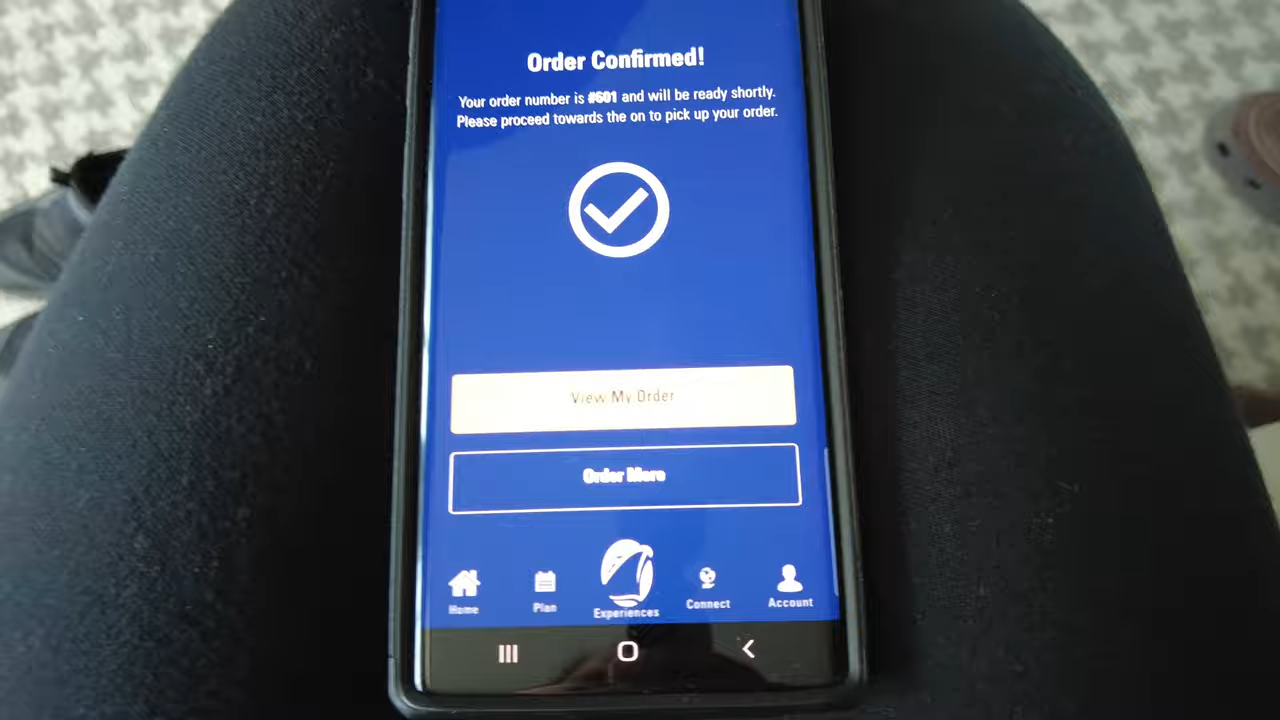 Order Confirmed!
Your order number is #601 and will be ready shortly.
Please proceed towards the on to pick up your order.
View My Order
Order More
Home
Plan
Experiences
Connect
Account